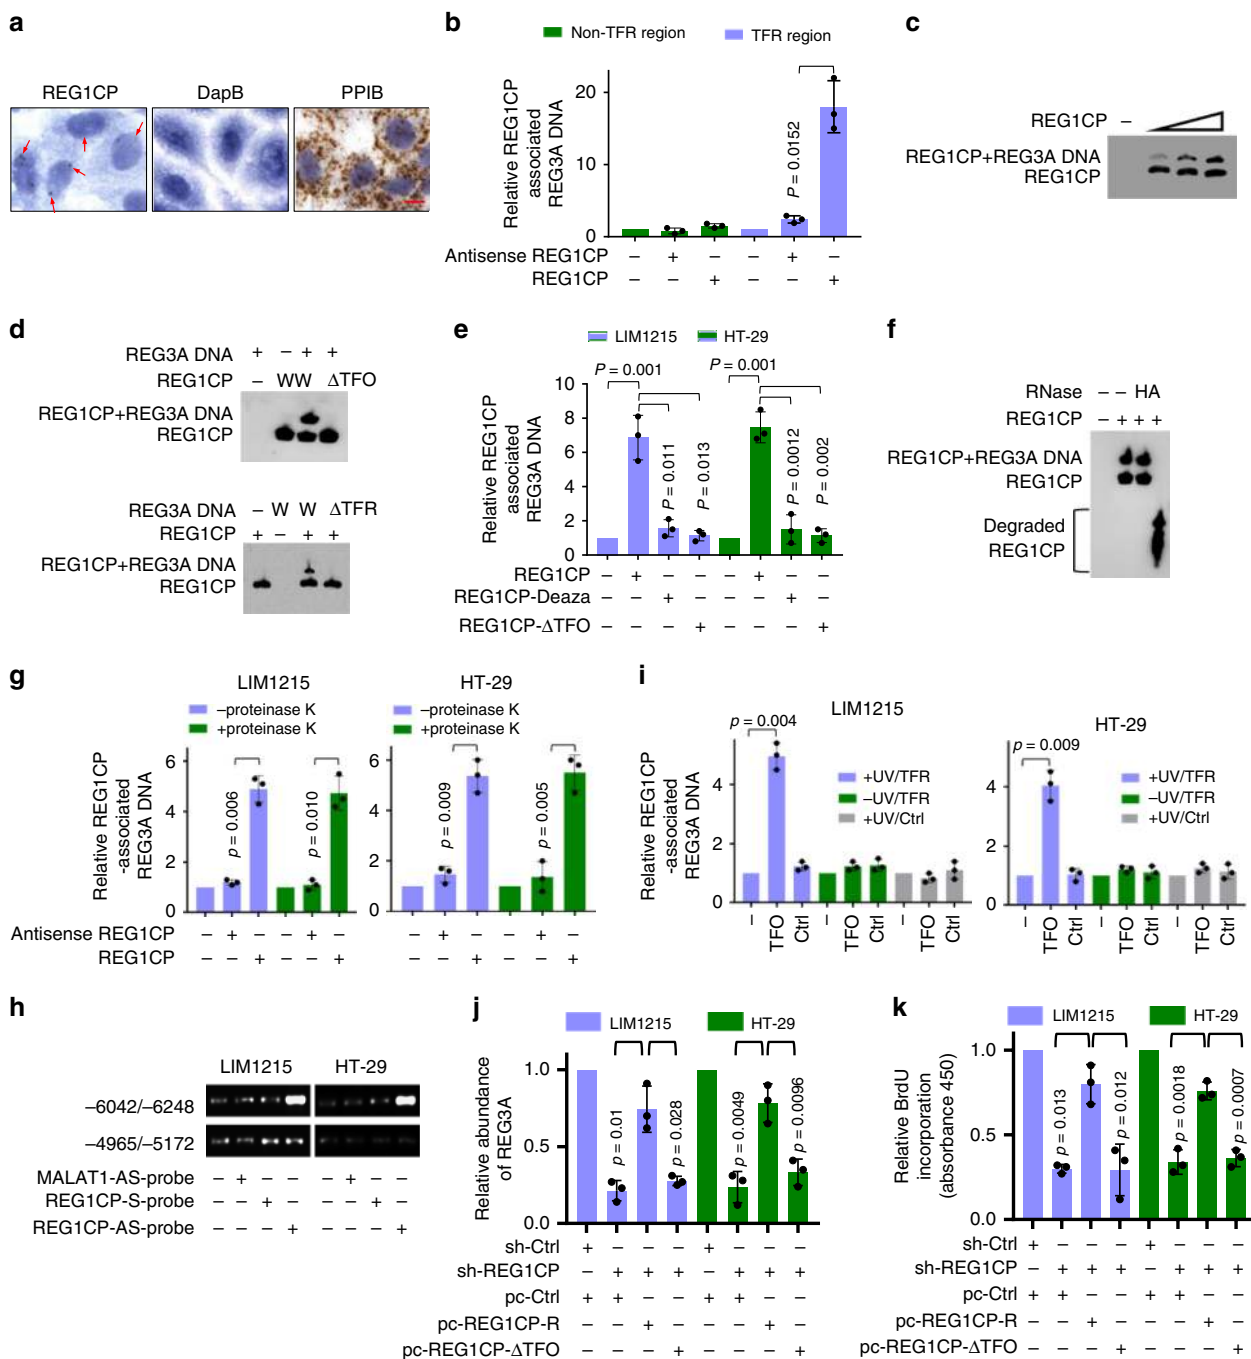 a
REG1CP DapB PPIB
b
Non-TFR region TFR region
Relative REG1CP
associated
REG3A DNA
20
10
0
P = 0.0152
Antisense REG1CP – + – – + –
REG1CP – – + – – +
c
REG1CP –
REG1CP+REG3A DNA
REG1CP
d
REG3A DNA + – + +
REG1CP – W W ΔTFO
REG1CP+REG3A DNA
REG1CP
REG3A DNA – W W ΔTFR
REG1CP + – + +
REG1CP+REG3A DNA
REG1CP
e
LIM1215 HT-29
Relative REG1CP
associated
REG3A DNA
10
8
6
4
2
0
P = 0.001
P = 0.011
P = 0.013
P = 0.001
P = 0.0012
P = 0.002
REG1CP – + – – – + – –
REG1CP-Deaza – – + – – – + –
REG1CP-ΔTFO – – – + – – – +
f
RNase – – H A
REG1CP – + + +
REG1CP+REG3A DNA
REG1CP
Degraded
REG1CP
g
LIM1215
–proteinase K
+proteinase K
Relative REG1CP
-associated
REG3A DNA
6
4
2
0
p = 0.006
p = 0.010
HT-29
–proteinase K
+proteinase K
6
4
2
0
p = 0.009
p = 0.005
Antisense REG1CP – + – – + – – + – – + –
REG1CP – – + – – + – – + – – +
i
LIM1215
p = 0.004
+UV/TFR
–UV/TFR
+UV/Ctrl
Relative REG1CP
-associated
REG3A DNA
6
4
2
0
– TFO Ctrl – TFO Ctrl – TFO Ctrl
HT-29
p = 0.009
+UV/TFR
–UV/TFR
+UV/Ctrl
6
4
2
0
– TFO Ctrl – TFO Ctrl – TFO Ctrl
h
LIM1215 HT-29
–6042/–6248
–4965/–5172
MALAT1-AS-probe – + – – – + – –
REG1CP-S-probe – – + – – – + –
REG1CP-AS-probe – – – + – – – +
j
LIM1215 HT-29
Relative abundance
of REG3A
1.0
0.5
0.0
p = 0.01
p = 0.028
p = 0.0049
p = 0.0096
sh-Ctrl + – – – + – – –
sh-REG1CP – + + + – + + +
pc-Ctrl + + – – + + – –
pc-REG1CP-R – – + – – – + –
pc-REG1CP-ΔTFO – – – + – – – +
k
LIM1215 HT-29
Relative BrdU
incorporation
(absorbance 450)
1.0
0.5
0.0
p = 0.013
p = 0.012
p = 0.0018
p = 0.0007
sh-Ctrl + – – – + – – –
sh-REG1CP – + + + – + + +
pc-Ctrl + + – – + + – –
pc-REG1CP-R – – + – – – + –
pc-REG1CP-ΔTFO – – – + – – – +